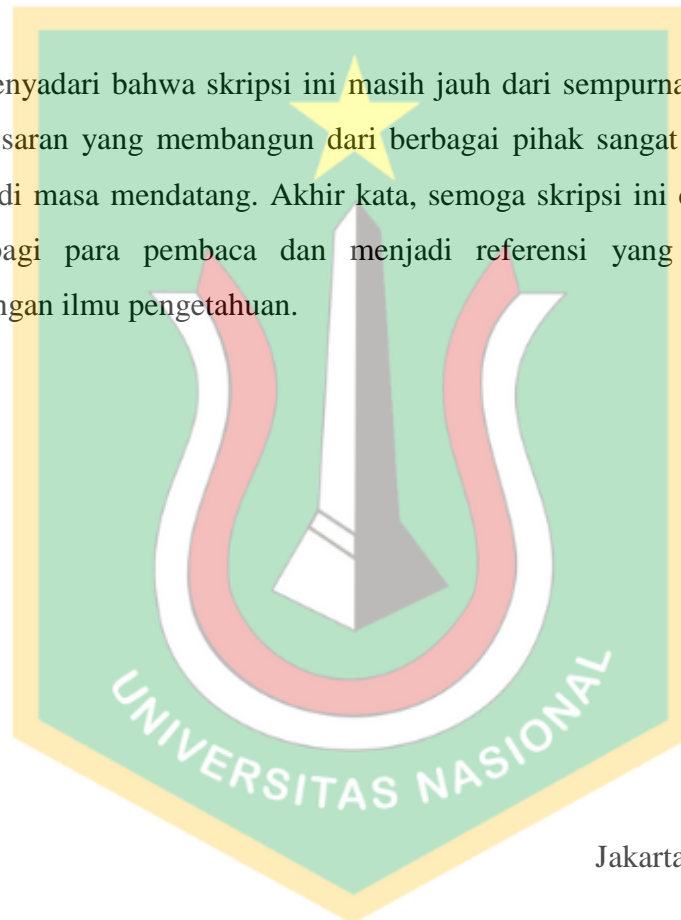 enyadari bahwa skripsi ini masih jauh dari sempurna
saran yang membangun dari berbagai pihak sangat
di masa mendatang. Akhir kata, semoga skripsi ini
bagi para pembaca dan menjadi referensi yang
ngan ilmu pengetahuan.
UNIVERSITAS NASIONAL
Jakarta